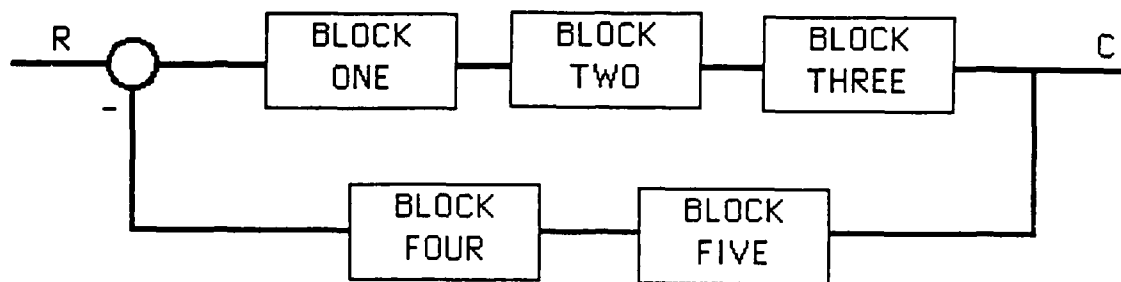 R
BLOCK
ONE
BLOCK
TWO
BLOCK
THREE
C
-
BLOCK
FOUR
BLOCK
FIVE